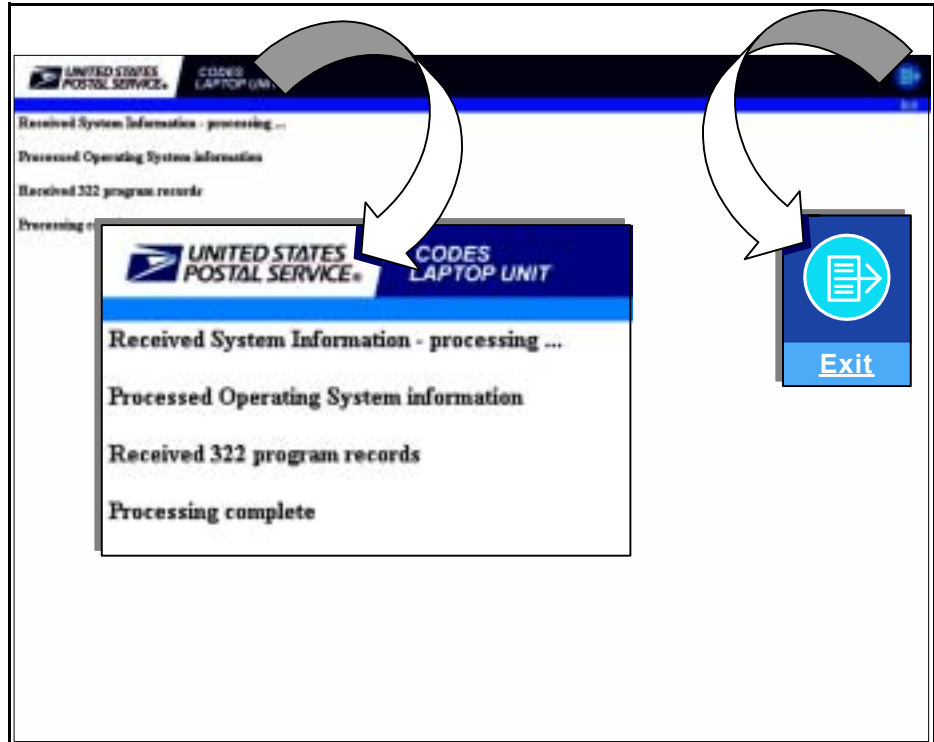 UNITED STATES CODES
POSTAL SERVICE® LAPTOP UNIT
Received System Information - processing ...
Processed Operating System information
Received 322 program records
Processing
UNITED STATES CODES
POSTAL SERVICE® LAPTOP UNIT
Received System Information - processing ...
Processed Operating System information
Received 322 program records
Processing complete
Exit